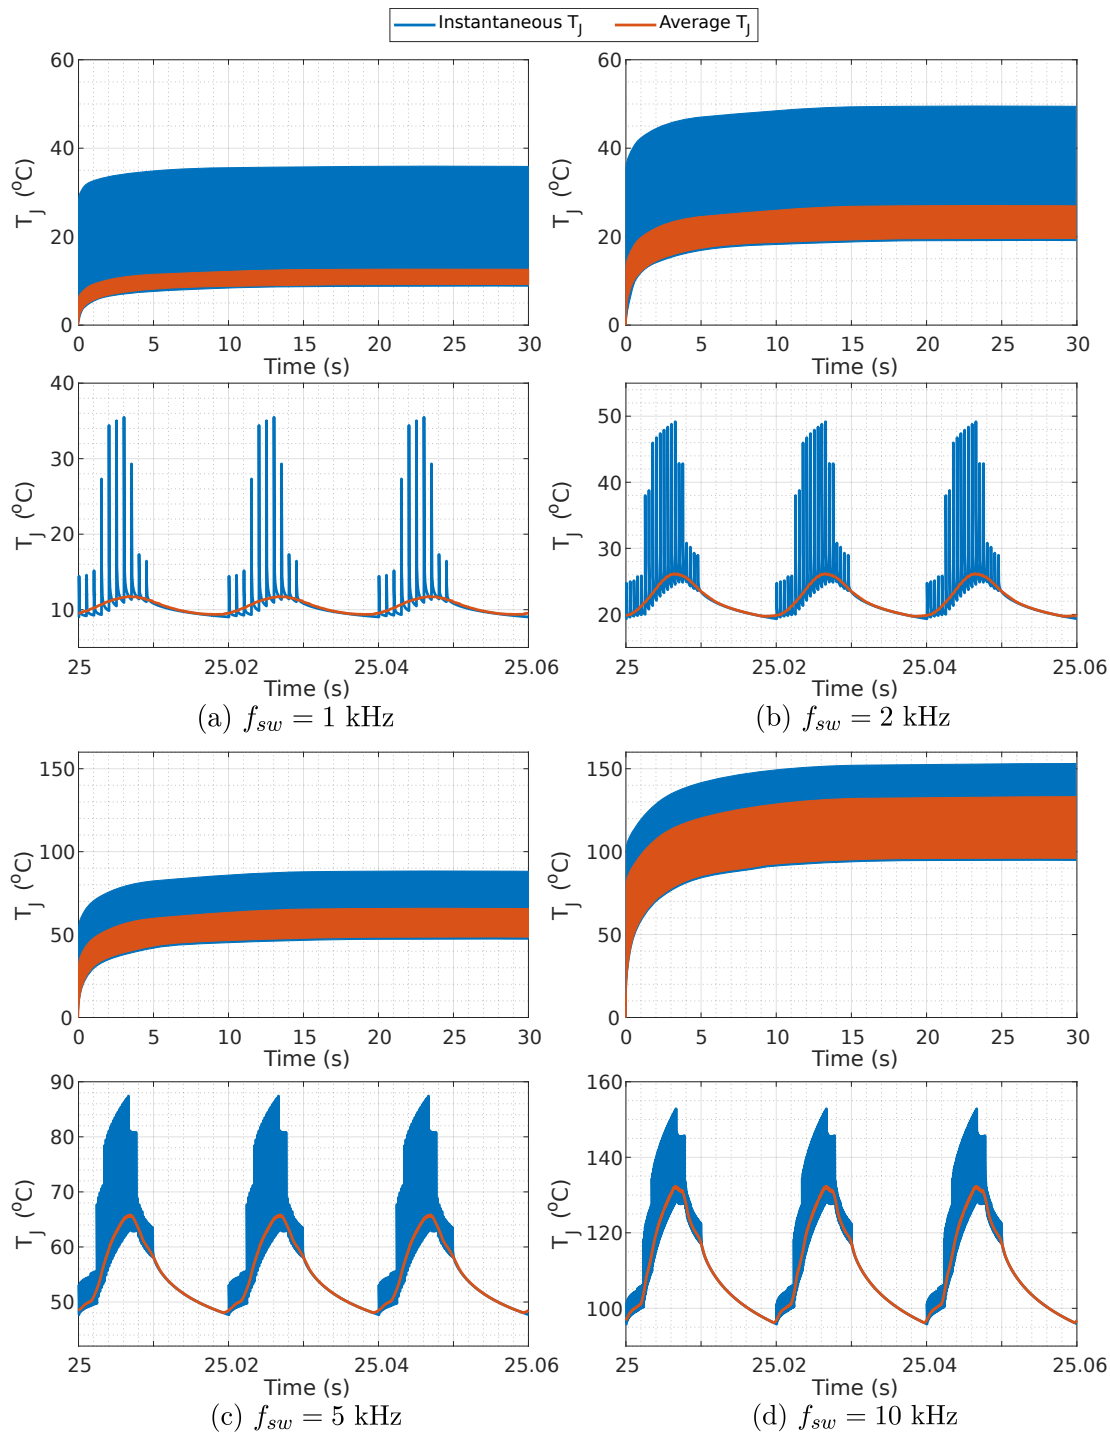 Instantaneous T_J Average T_J
60
40
20
0
T_J (°C)
0 5 10 15 20 25 30
Time (s)
60
40
20
0
T_J (°C)
0 5 10 15 20 25 30
Time (s)
40
30
20
10
T_J (°C)
25 25.02 25.04 25.06
Time (s)
50
40
30
20
T_J (°C)
25 25.02 25.04 25.06
Time (s)
(a) f_sw = 1 kHz
(b) f_sw = 2 kHz
150
100
50
0
T_J (°C)
0 5 10 15 20 25 30
Time (s)
150
100
50
0
T_J (°C)
0 5 10 15 20 25 30
Time (s)
90
80
70
60
50
T_J (°C)
25 25.02 25.04 25.06
Time (s)
160
140
120
100
T_J (°C)
25 25.02 25.04 25.06
Time (s)
(c) f_sw = 5 kHz
(d) f_sw = 10 kHz